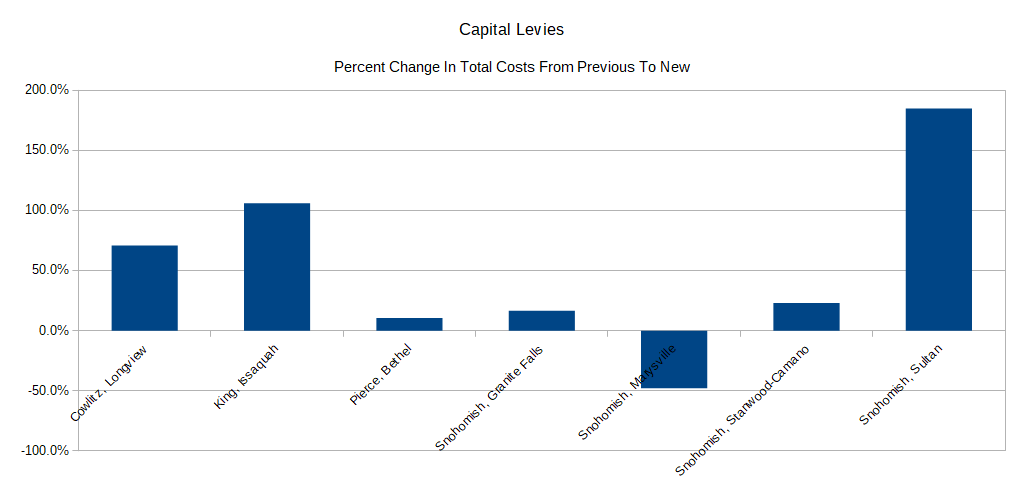 Capital Levies
Percent Change In Total Costs From Previous To New
200.0%
150.0%
100.0%
50.0%
0.0%
-50.0%
-100.0%
Cowlitz, Longview
King, Issaquah
Pierce, Bethel
Snohomish, Granite Falls
Snohomish, Marysville
Snohomish, Stanwood-Camano
Snohomish, Sultan